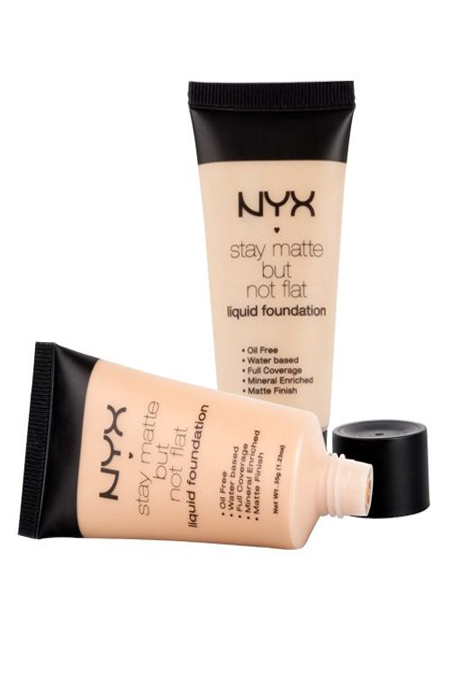 NYX
stay matte
but
not flat
liquid foundation
• Oil Free
• Water based
• Full Coverage
• Mineral Enriched
• Matte Finish
NYX
stay matte
but
not flat
liquid foundation
• Oil Free
• Water based
• Full Coverage
• Mineral Enriched
• Matte Finish
Net WT. 35g (1.23oz)